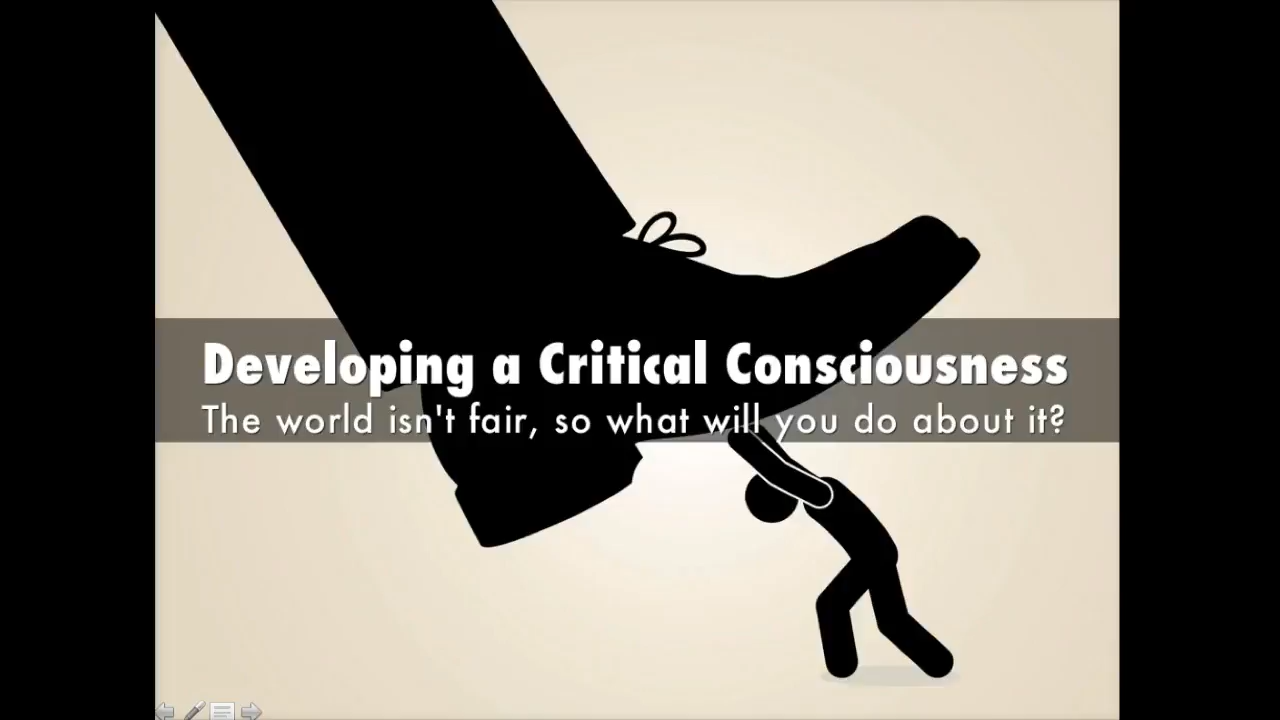 Developing a Critical Consciousness
The world isn't fair, so what will you do about it?